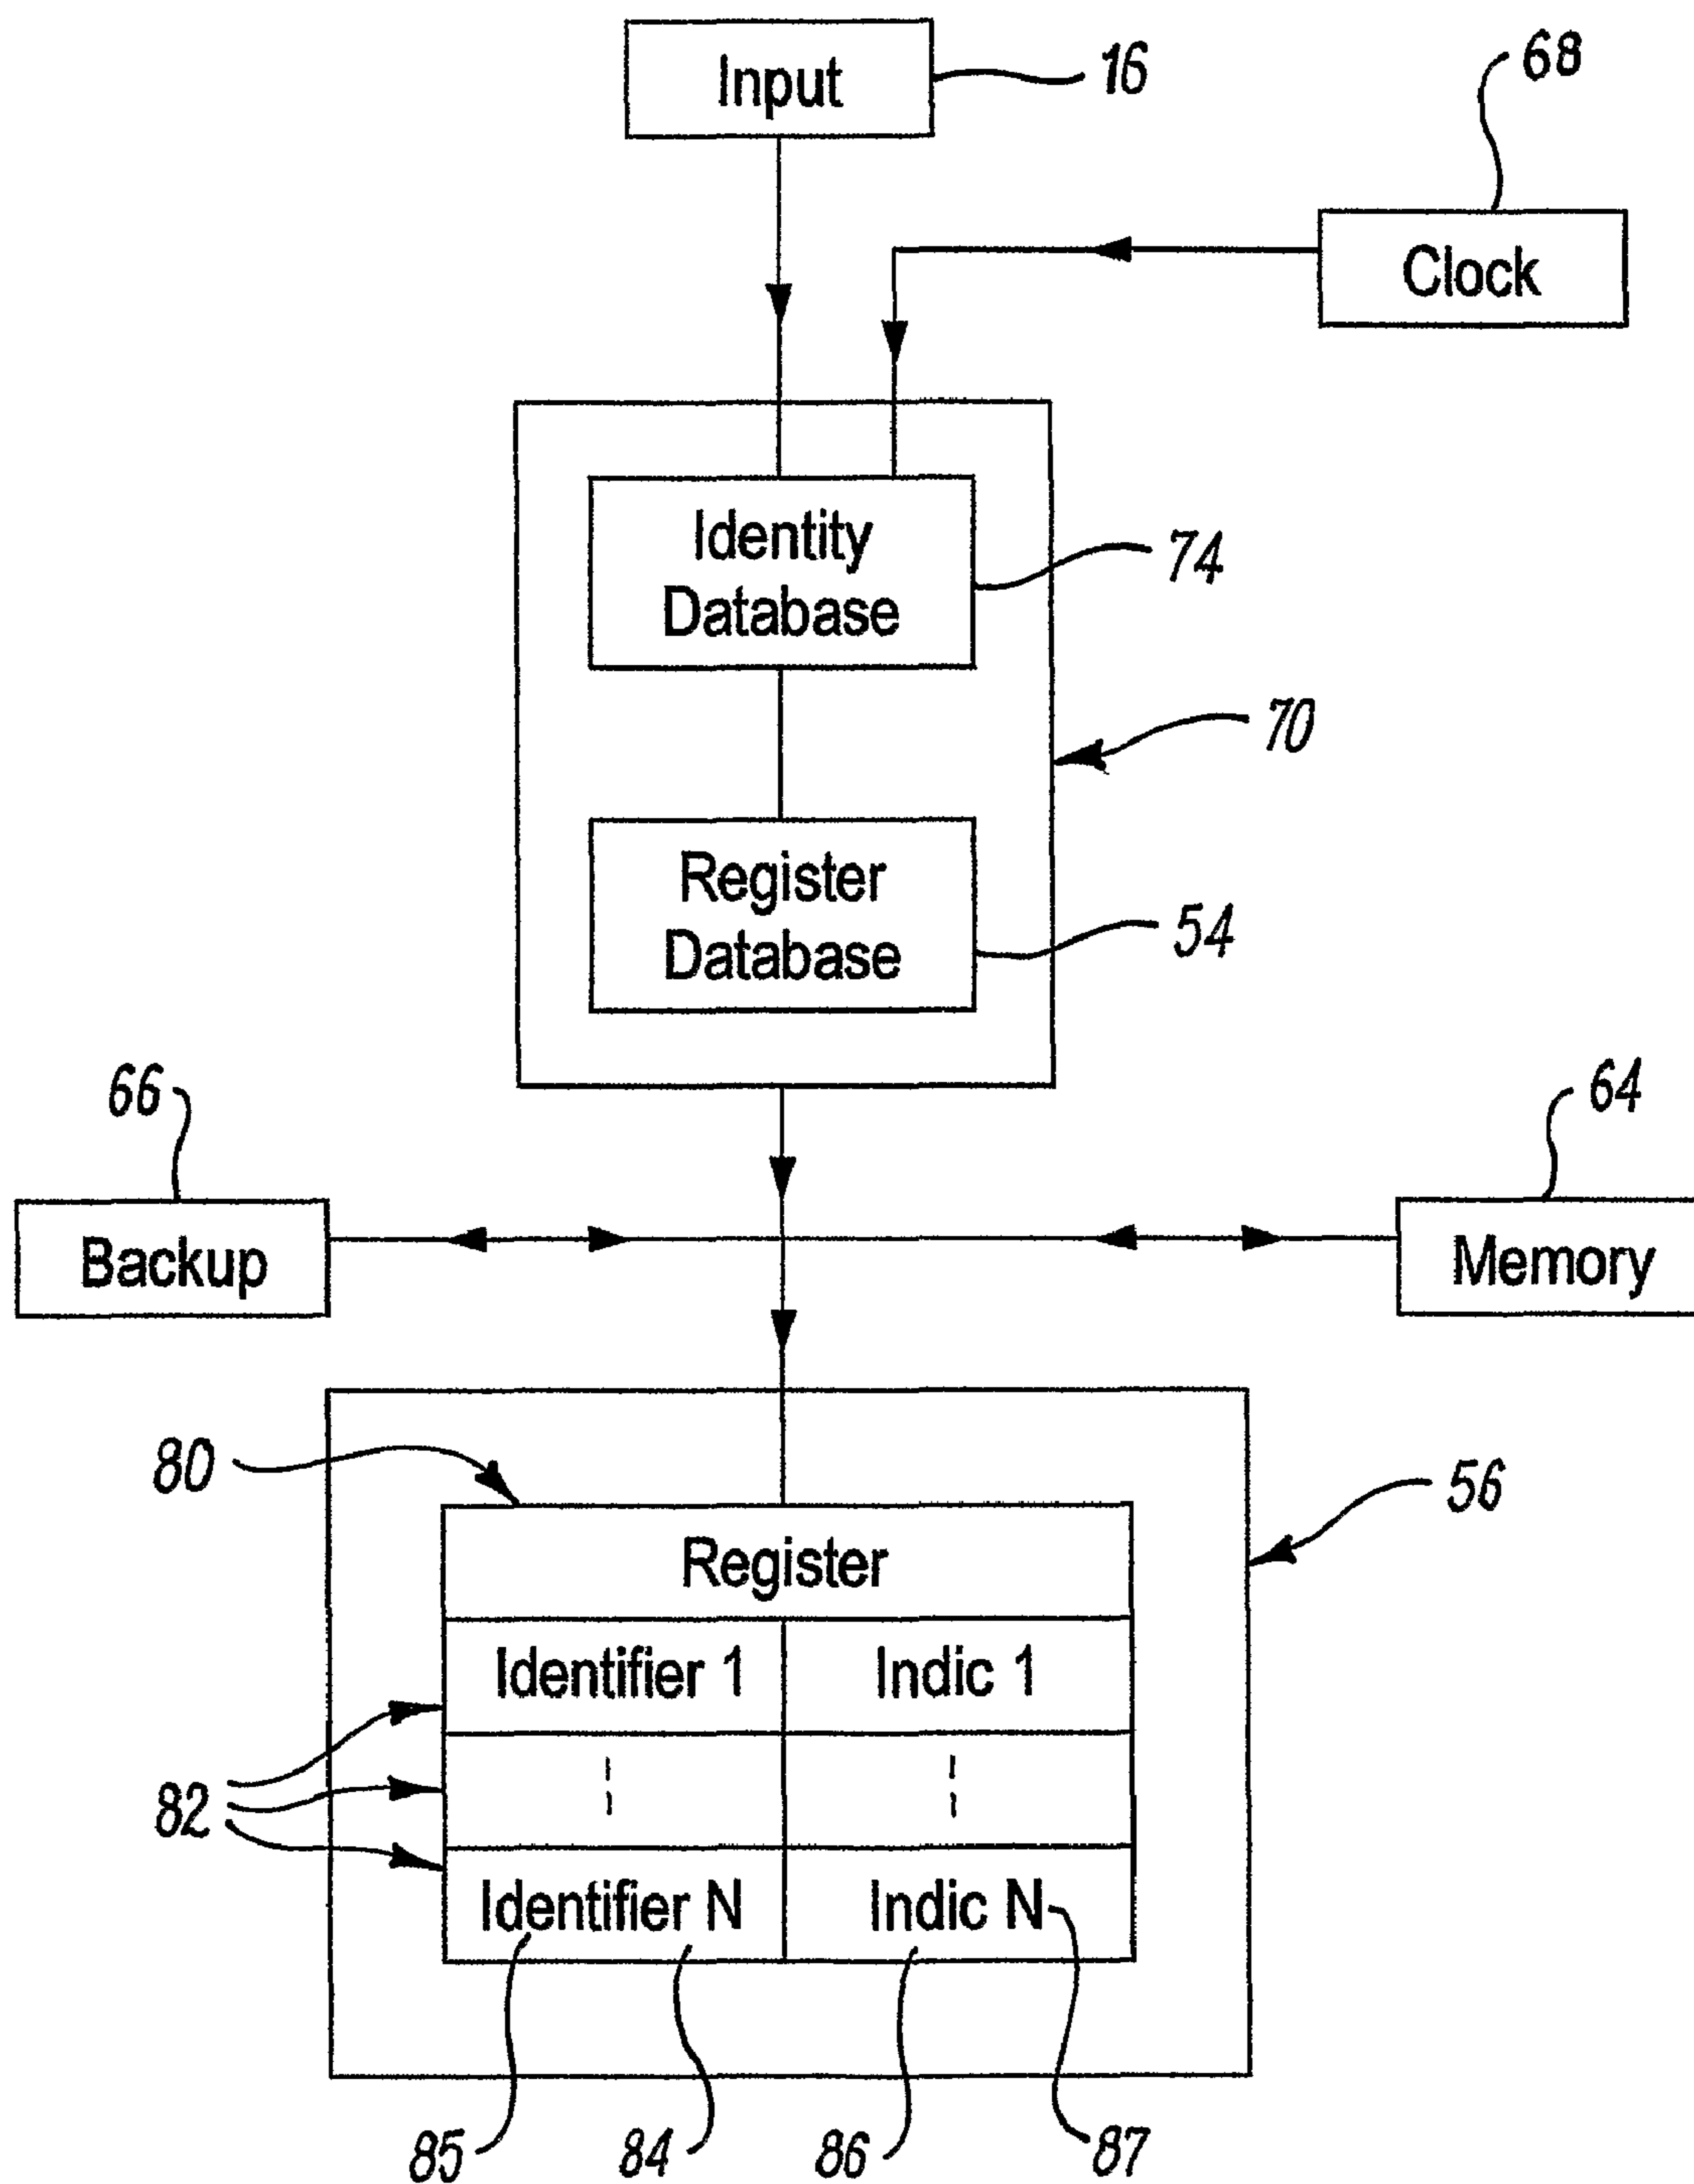 Input
16
68
Clock
Identity
Database
74
70
Register
Database
54
66
64
Backup
Memory
80
56
Register
Identifier 1
Indic 1
82
Identifier N
Indic N
85
84
86
87